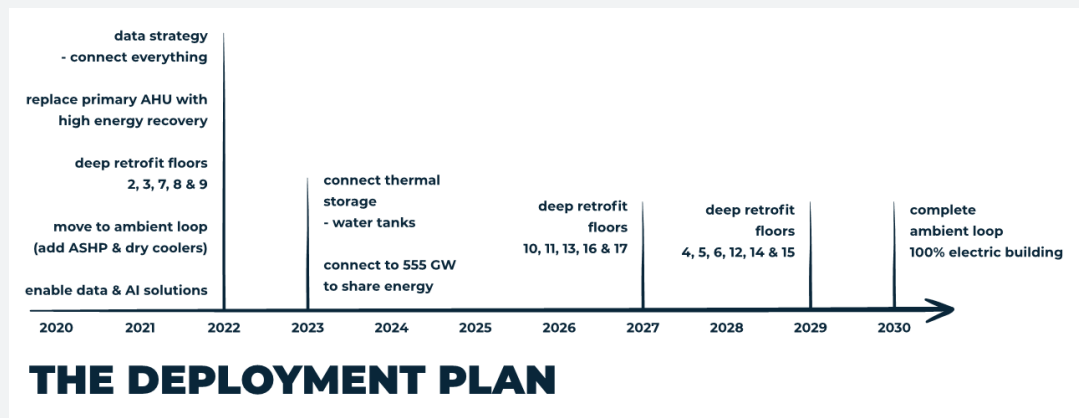 data strategy
- connect everything
replace primary AHU with
high energy recovery
deep retrofit floors
2, 3, 7, 8 & 9
move to ambient loop
(add ASHP & dry coolers)
enable data & AI solutions
connect thermal
storage
- water tanks
connect to 555 GW
to share energy
deep retrofit
floors
10, 11, 13, 16 & 17
deep retrofit
floors
4, 5, 6, 12, 14 & 15
complete
ambient loop
100% electric building
2020 2021 2022 2023 2024 2025 2026 2027 2028 2029 2030
THE DEPLOYMENT PLAN